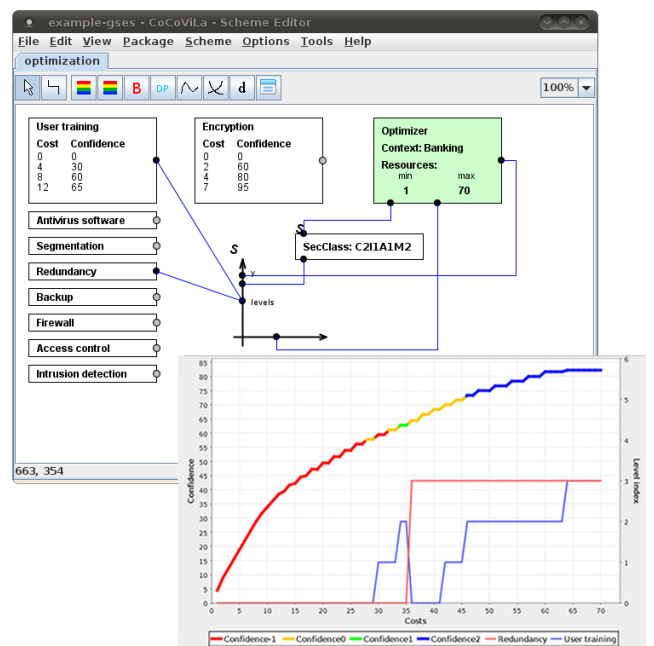 example-gses - CoCoViLa - Scheme Editor
File Edit View Package Scheme Options Tools Help
optimization
B DP d 100%
User training
Cost Confidence
0 0
4 30
8 60
12 65
Encryption
Cost Confidence
0 0
2 60
4 80
7 95
Optimizer
Context: Banking
Resources:
min max
1 70
Antivirus software
Segmentation
Redundancy
Backup
Firewall
Access control
Intrusion detection
S
SecClass: C2I1A1M2
S
y
levels
663, 354
Confidence
85
80
75
70
65
60
55
50
45
40
35
30
25
20
15
10
5
0
6
5
4
3
2
1
0
Level index
0 5 10 15 20 25 30 35 40 45 50 55 60 65 70
Costs
Confidence-1 Confidence0 Confidence1 Confidence2 Redundancy User training